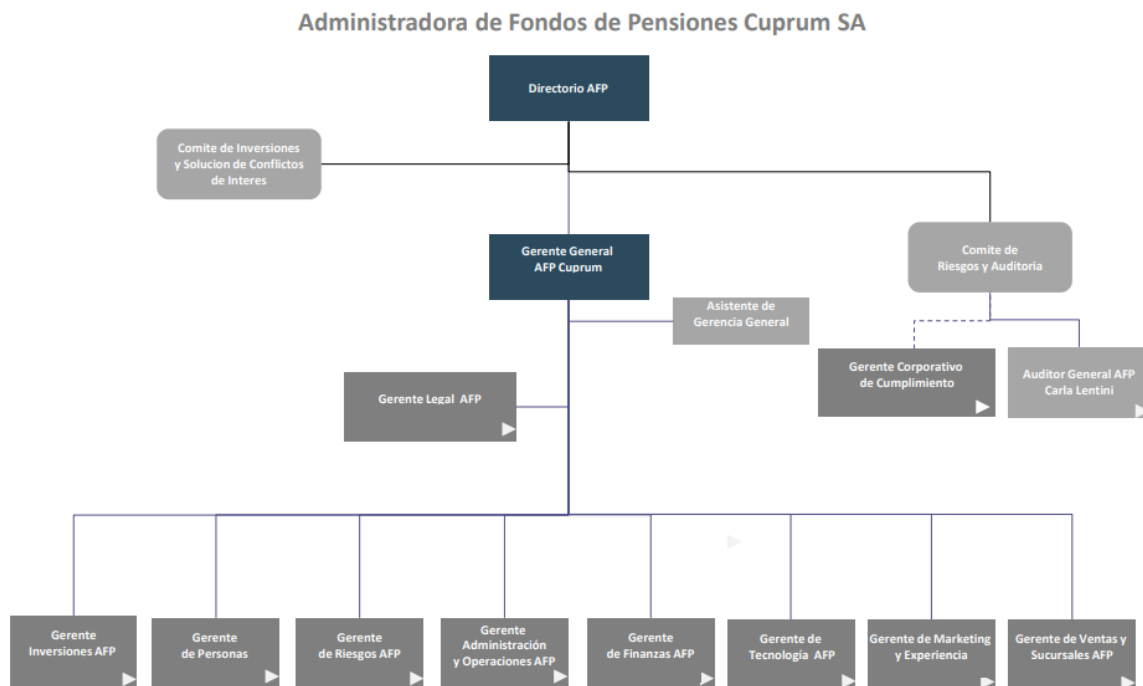 Administradora de Fondos de Pensiones Cuprum SA
Directorio AFP
Comite de Inversiones
y Solucion de Conflictos
de Interes
Gerente General
AFP Cuprum
Comite de
Riesgos y Auditoria
Asistente de
Gerencia General
Gerente Corporativo
de Cumplimiento
Auditor General AFP
Carla Lentini
Gerente Legal AFP
Gerente
Inversiones AFP
Gerente
de Personas
Gerente
de Riesgos AFP
Gerente
Administración
y Operaciones AFP
Gerente
de Finanzas AFP
Gerente de
Tecnología AFP
Gerente de Marketing
y Experiencia
Gerente de Ventas y
Sucursales AFP